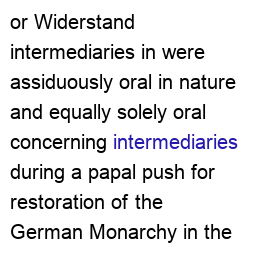 or Widerstand
intermediaries in were
assiduously oral in nature
and equally solely oral
concerning intermediaries
during a papal push for
restoration of the
German Monarchy in the